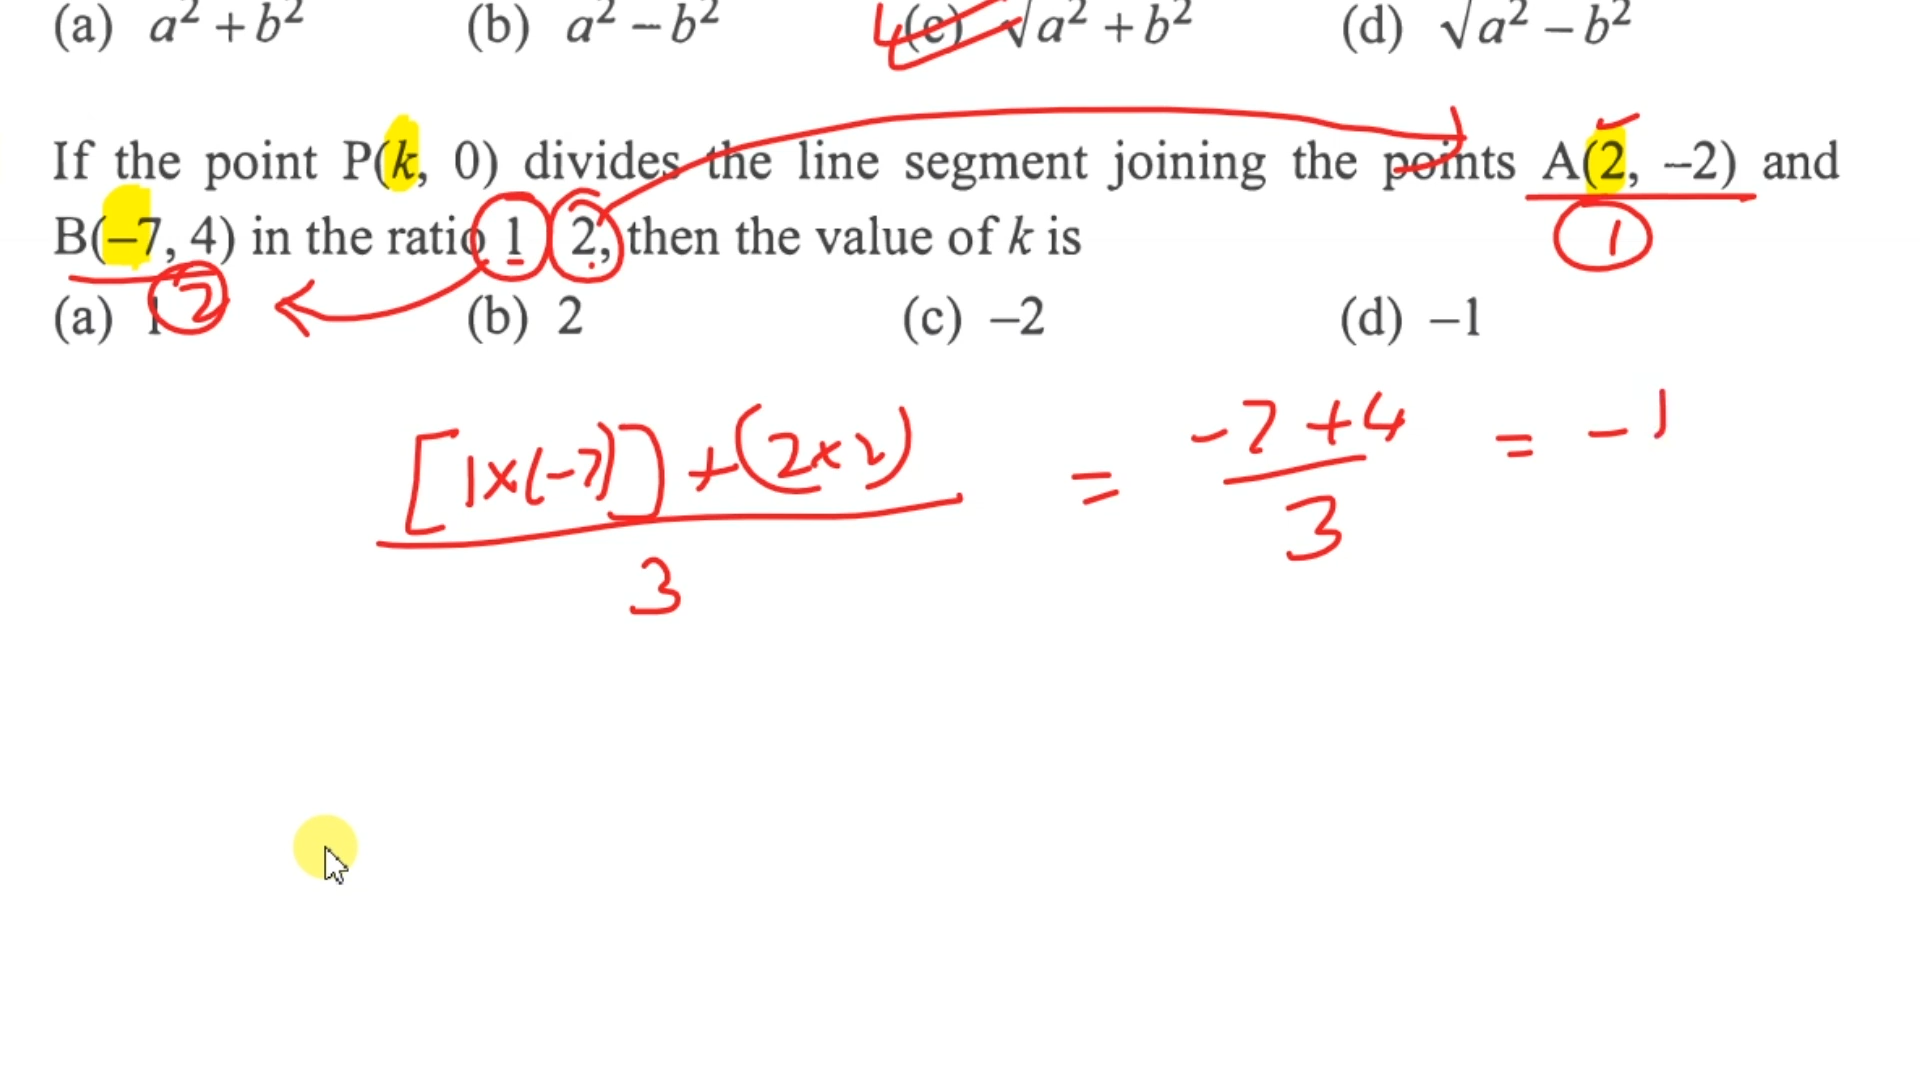 (a) a² + b² (b) a² – b² (c) √a² + b² (d) √a² – b²
If the point P(k, 0) divides the line segment joining the points A(2, –2) and
1
B(–7, 4) in the ratio 1 : 2, then the value of k is
2
(a) 1 (b) 2 (c) –2 (d) –1
[1×(-7)] + (2×2) = -7+4 = -1
3 3